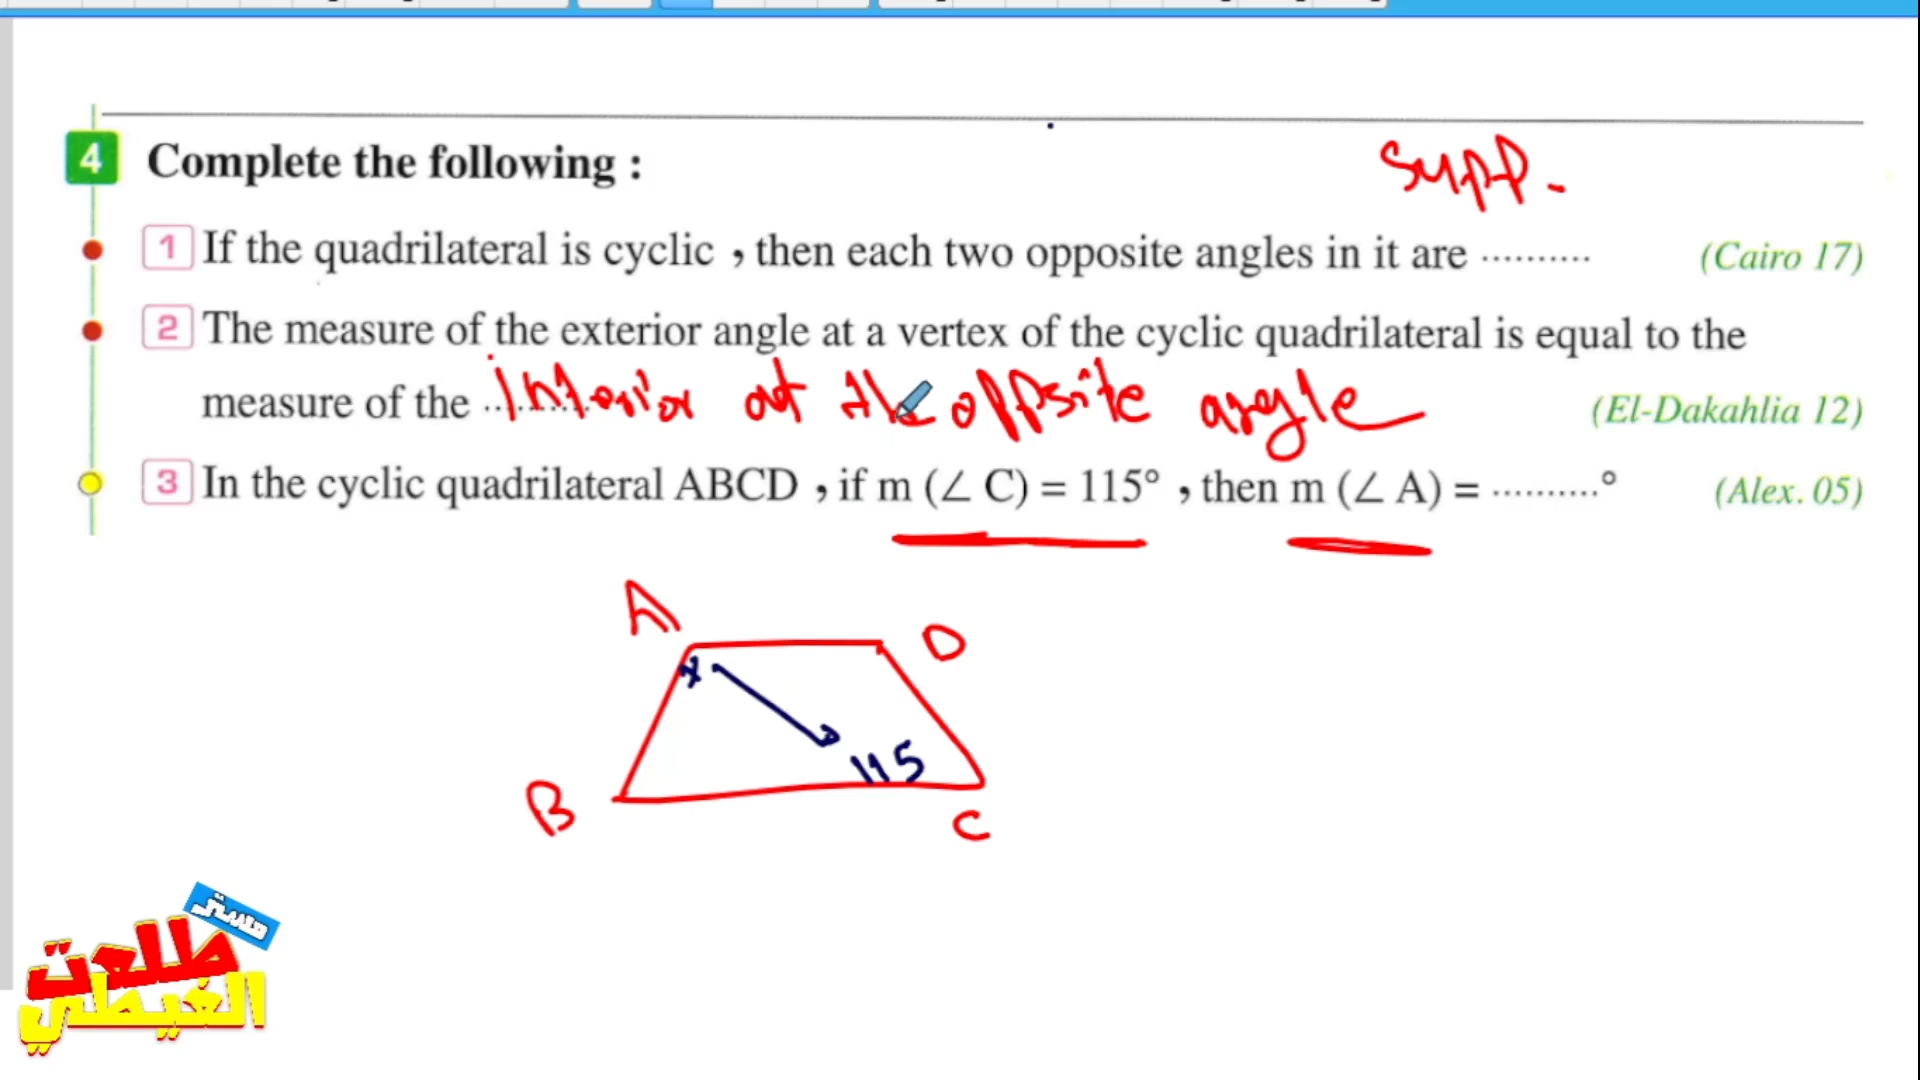 4 Complete the following :
supp.
1 If the quadrilateral is cyclic , then each two opposite angles in it are .......... (Cairo 17)
2 The measure of the exterior angle at a vertex of the cyclic quadrilateral is equal to the
measure of the .......... Interior at the oppsite angle (El-Dakahlia 12)
3 In the cyclic quadrilateral ABCD , if m (∠ C) = 115° , then m (∠ A) = ..........° (Alex. 05)
A
D
x
115
B
C
مستر
طلعت
الغيطي